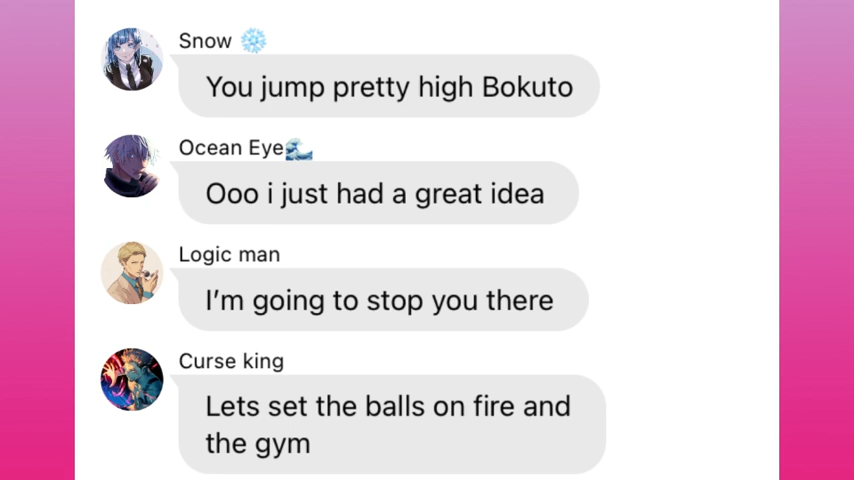 Snow ❄️
You jump pretty high Bokuto
Ocean Eye🌊
Ooo i just had a great idea
Logic man
I’m going to stop you there
Curse king
Lets set the balls on fire and
the gym